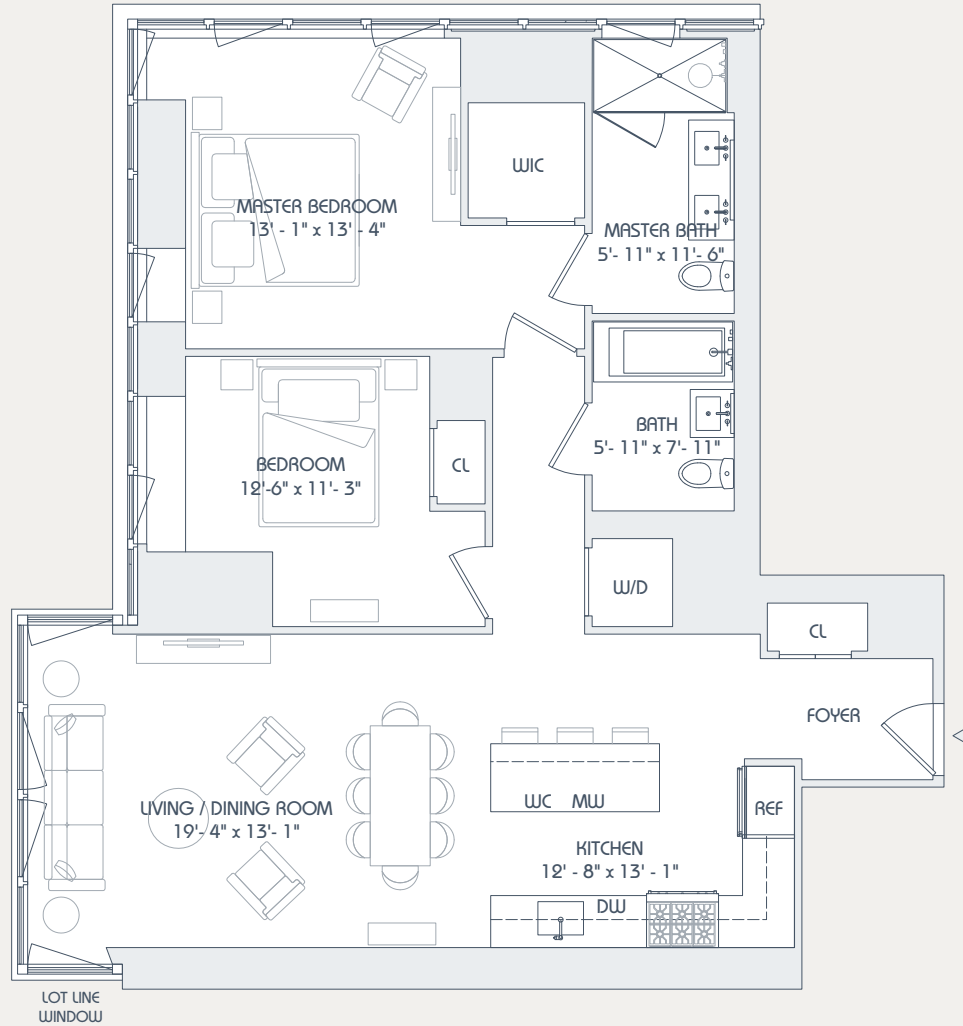 WIC
MASTER BEDROOM
13' - 1" x 13' - 4"
MASTER BATH
5'- 11" x 11'- 6"
BATH
5'- 11" x 7'- 11"
BEDROOM
12'-6" x 11'- 3"
CL
W/D
CL
FOYER
LIVING / DINING ROOM
19'- 4" x 13'- 1"
WC MW
REF
KITCHEN
12' - 8" x 13' - 1"
DW
LOT LINE
WINDOW